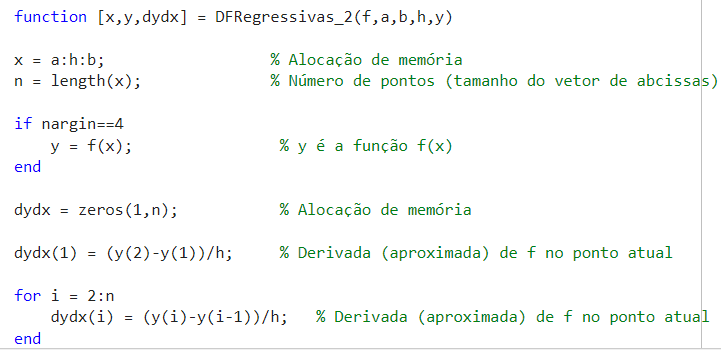 function [x,y,dydx] = DFRegressivas_2(f,a,b,h,y)
x = a:h:b; % Alocação de memória
n = length(x); % Número de pontos (tamanho do vetor de abcissas)
if nargin==4
y = f(x); % y é a função f(x)
end
dydx = zeros(1,n); % Alocação de memória
dydx(1) = (y(2)-y(1))/h; % Derivada (aproximada) de f no ponto atual
for i = 2:n
dydx(i) = (y(i)-y(i-1))/h; % Derivada (aproximada) de f no ponto atual
end